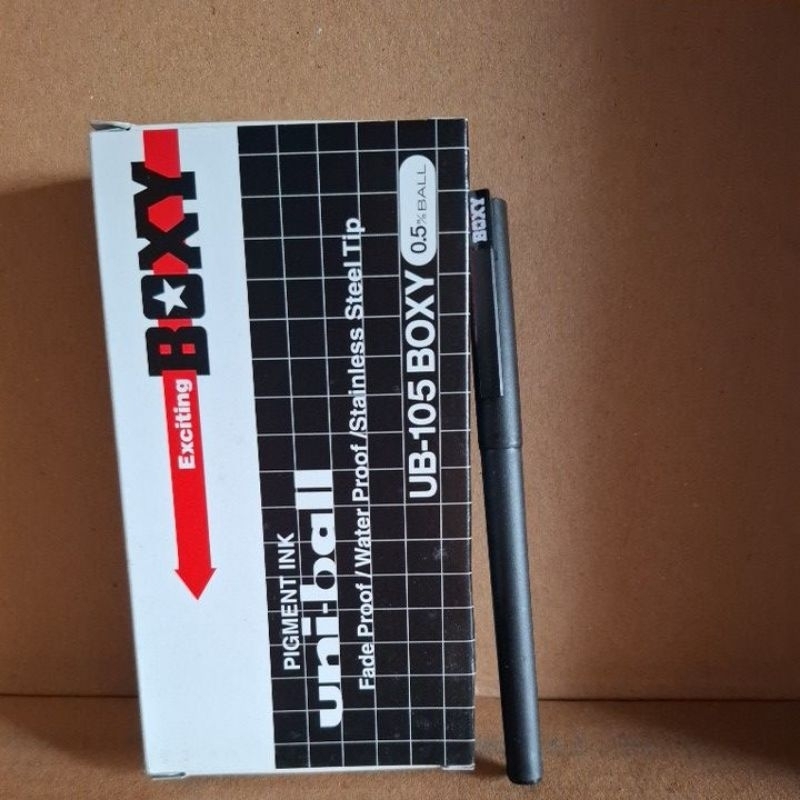 Exciting BOXY
PIGMENT INK
uni-ball
Fade Proof / Water Proof / Stainless Steel Tip
UB-105 BOXY 0.5㎜ BALL
BOXY